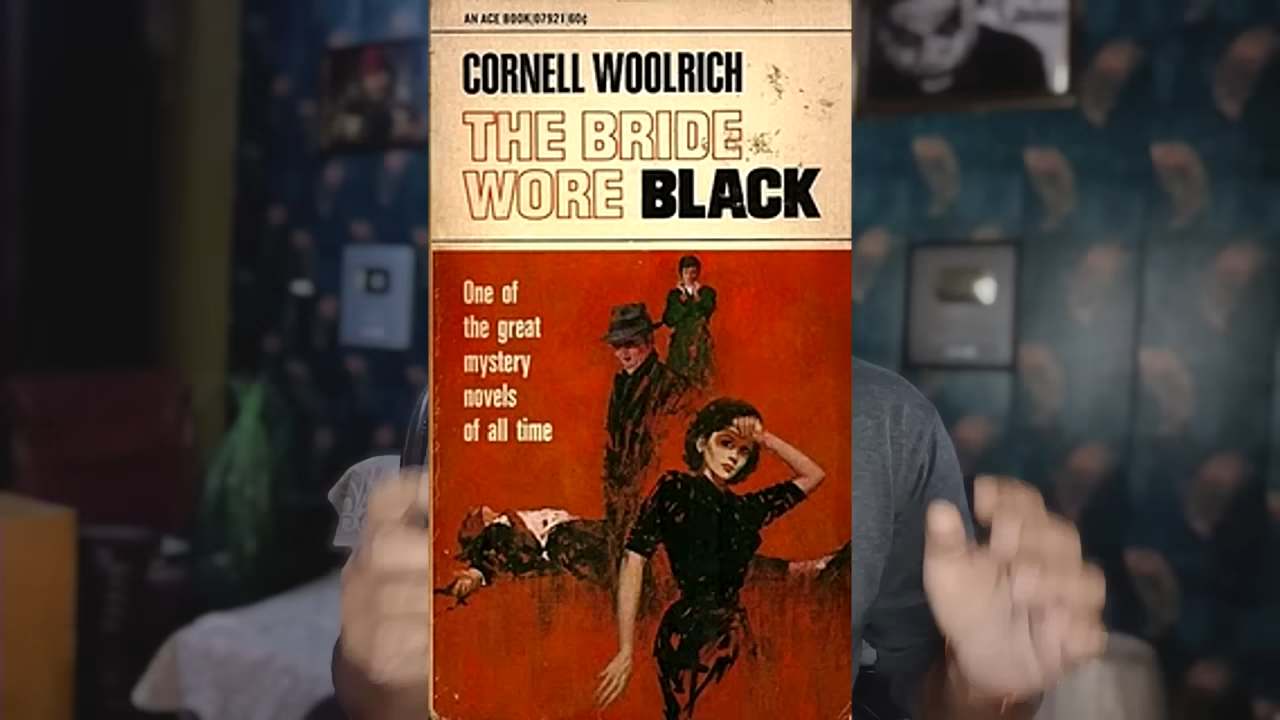 AN ACE BOOK/07921/60¢
CORNELL WOOLRICH
THE BRIDE
WORE BLACK
One of
the great
mystery
novels
of all time